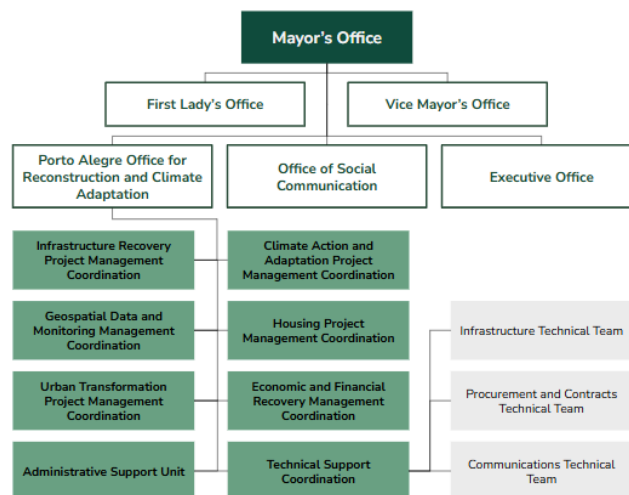 Mayor's Office
First Lady's Office
Vice Mayor's Office
Porto Alegre Office for
Reconstruction and Climate
Adaptation
Office of Social
Communication
Executive Office
Infrastructure Recovery
Project Management
Coordination
Climate Action and
Adaptation Project
Management Coordination
Geospatial Data and
Monitoring Management
Coordination
Housing Project
Management Coordination
Infrastructure Technical Team
Urban Transformation
Project Management
Coordination
Economic and Financial
Recovery Management
Coordination
Procurement and Contracts
Technical Team
Administrative Support Unit
Technical Support
Coordination
Communications Technical
Team